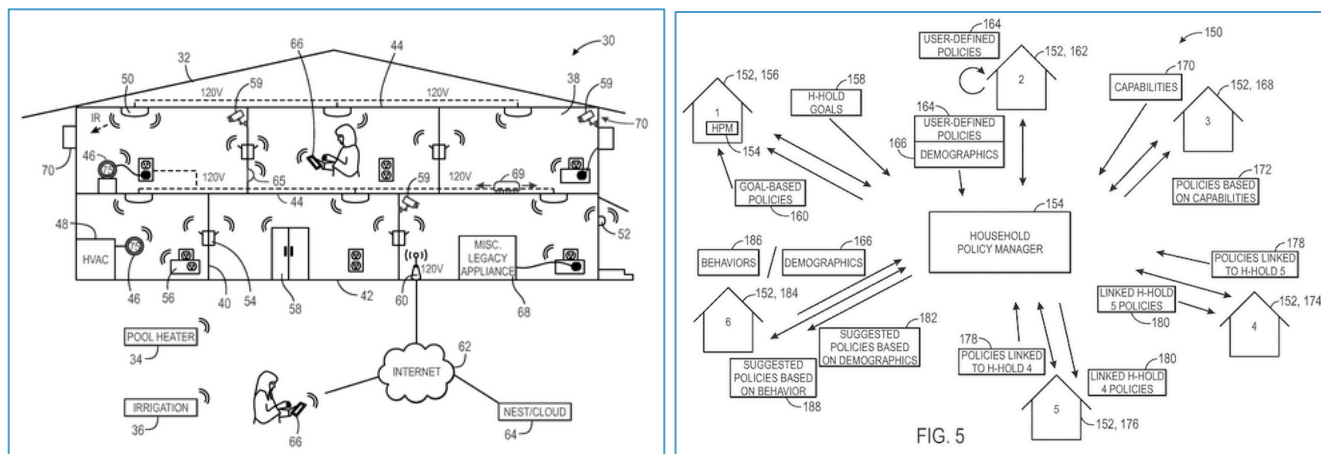 66
30
32
44
50
59
38
59
120V
120V
IR
70
46
75
70
120V
65
120V
69
120V
44
48
75
52
HVAC
120V
MISC.
LEGACY
APPLIANCE
56
54
46
40
58
42
60
68
POOL HEATER
34
62
INTERNET
IRRIGATION
36
66
NEST/CLOUD
64
164
USER-DEFINED
POLICIES
150
152, 162
2
152, 156
158
H-HOLD
GOALS
170
CAPABILITIES
152, 168
3
1
HPM
154
164
USER-DEFINED
POLICIES
166
DEMOGRAPHICS
GOAL-BASED
POLICIES
160
172
POLICIES BASED
ON CAPABILITIES
154
HOUSEHOLD
POLICY MANAGER
186
BEHAVIORS
166
DEMOGRAPHICS
178
POLICIES LINKED
TO H-HOLD 5
152, 184
6
LINKED H-HOLD
5 POLICIES
180
152, 174
4
182
SUGGESTED
POLICIES BASED
ON DEMOGRAPHICS
178
POLICIES LINKED
TO H-HOLD 4
SUGGESTED
POLICIES BASED
ON BEHAVIOR
188
180
LINKED H-HOLD
4 POLICIES
5
152, 176
FIG. 5